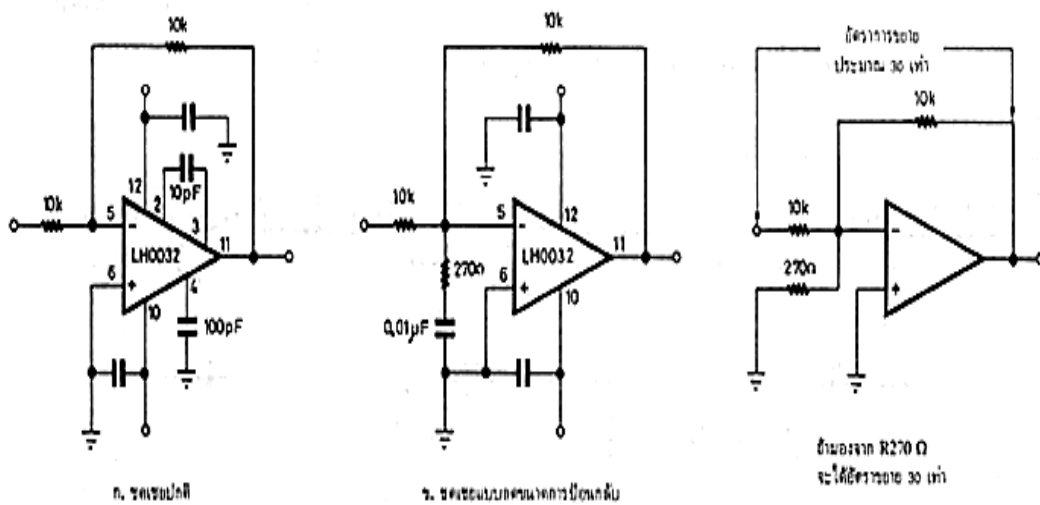 10k
12
2
10pF
3
10k
5
-
LH0032
11
6
+
4
10
100pF
ก. ชดเชยปกติ
10k
10k
5
-
12
LH0032
11
270Ω
6
+
10
0,01µF
ข. ชดเชยแบบลดขนาดการป้อนกลับ
อัตราการขยาย
ประมาณ 30 เท่า
10k
10k
-
270Ω
+
ถ้ามองจาก R270 Ω
จะได้อัตราขยาย 30 เท่า